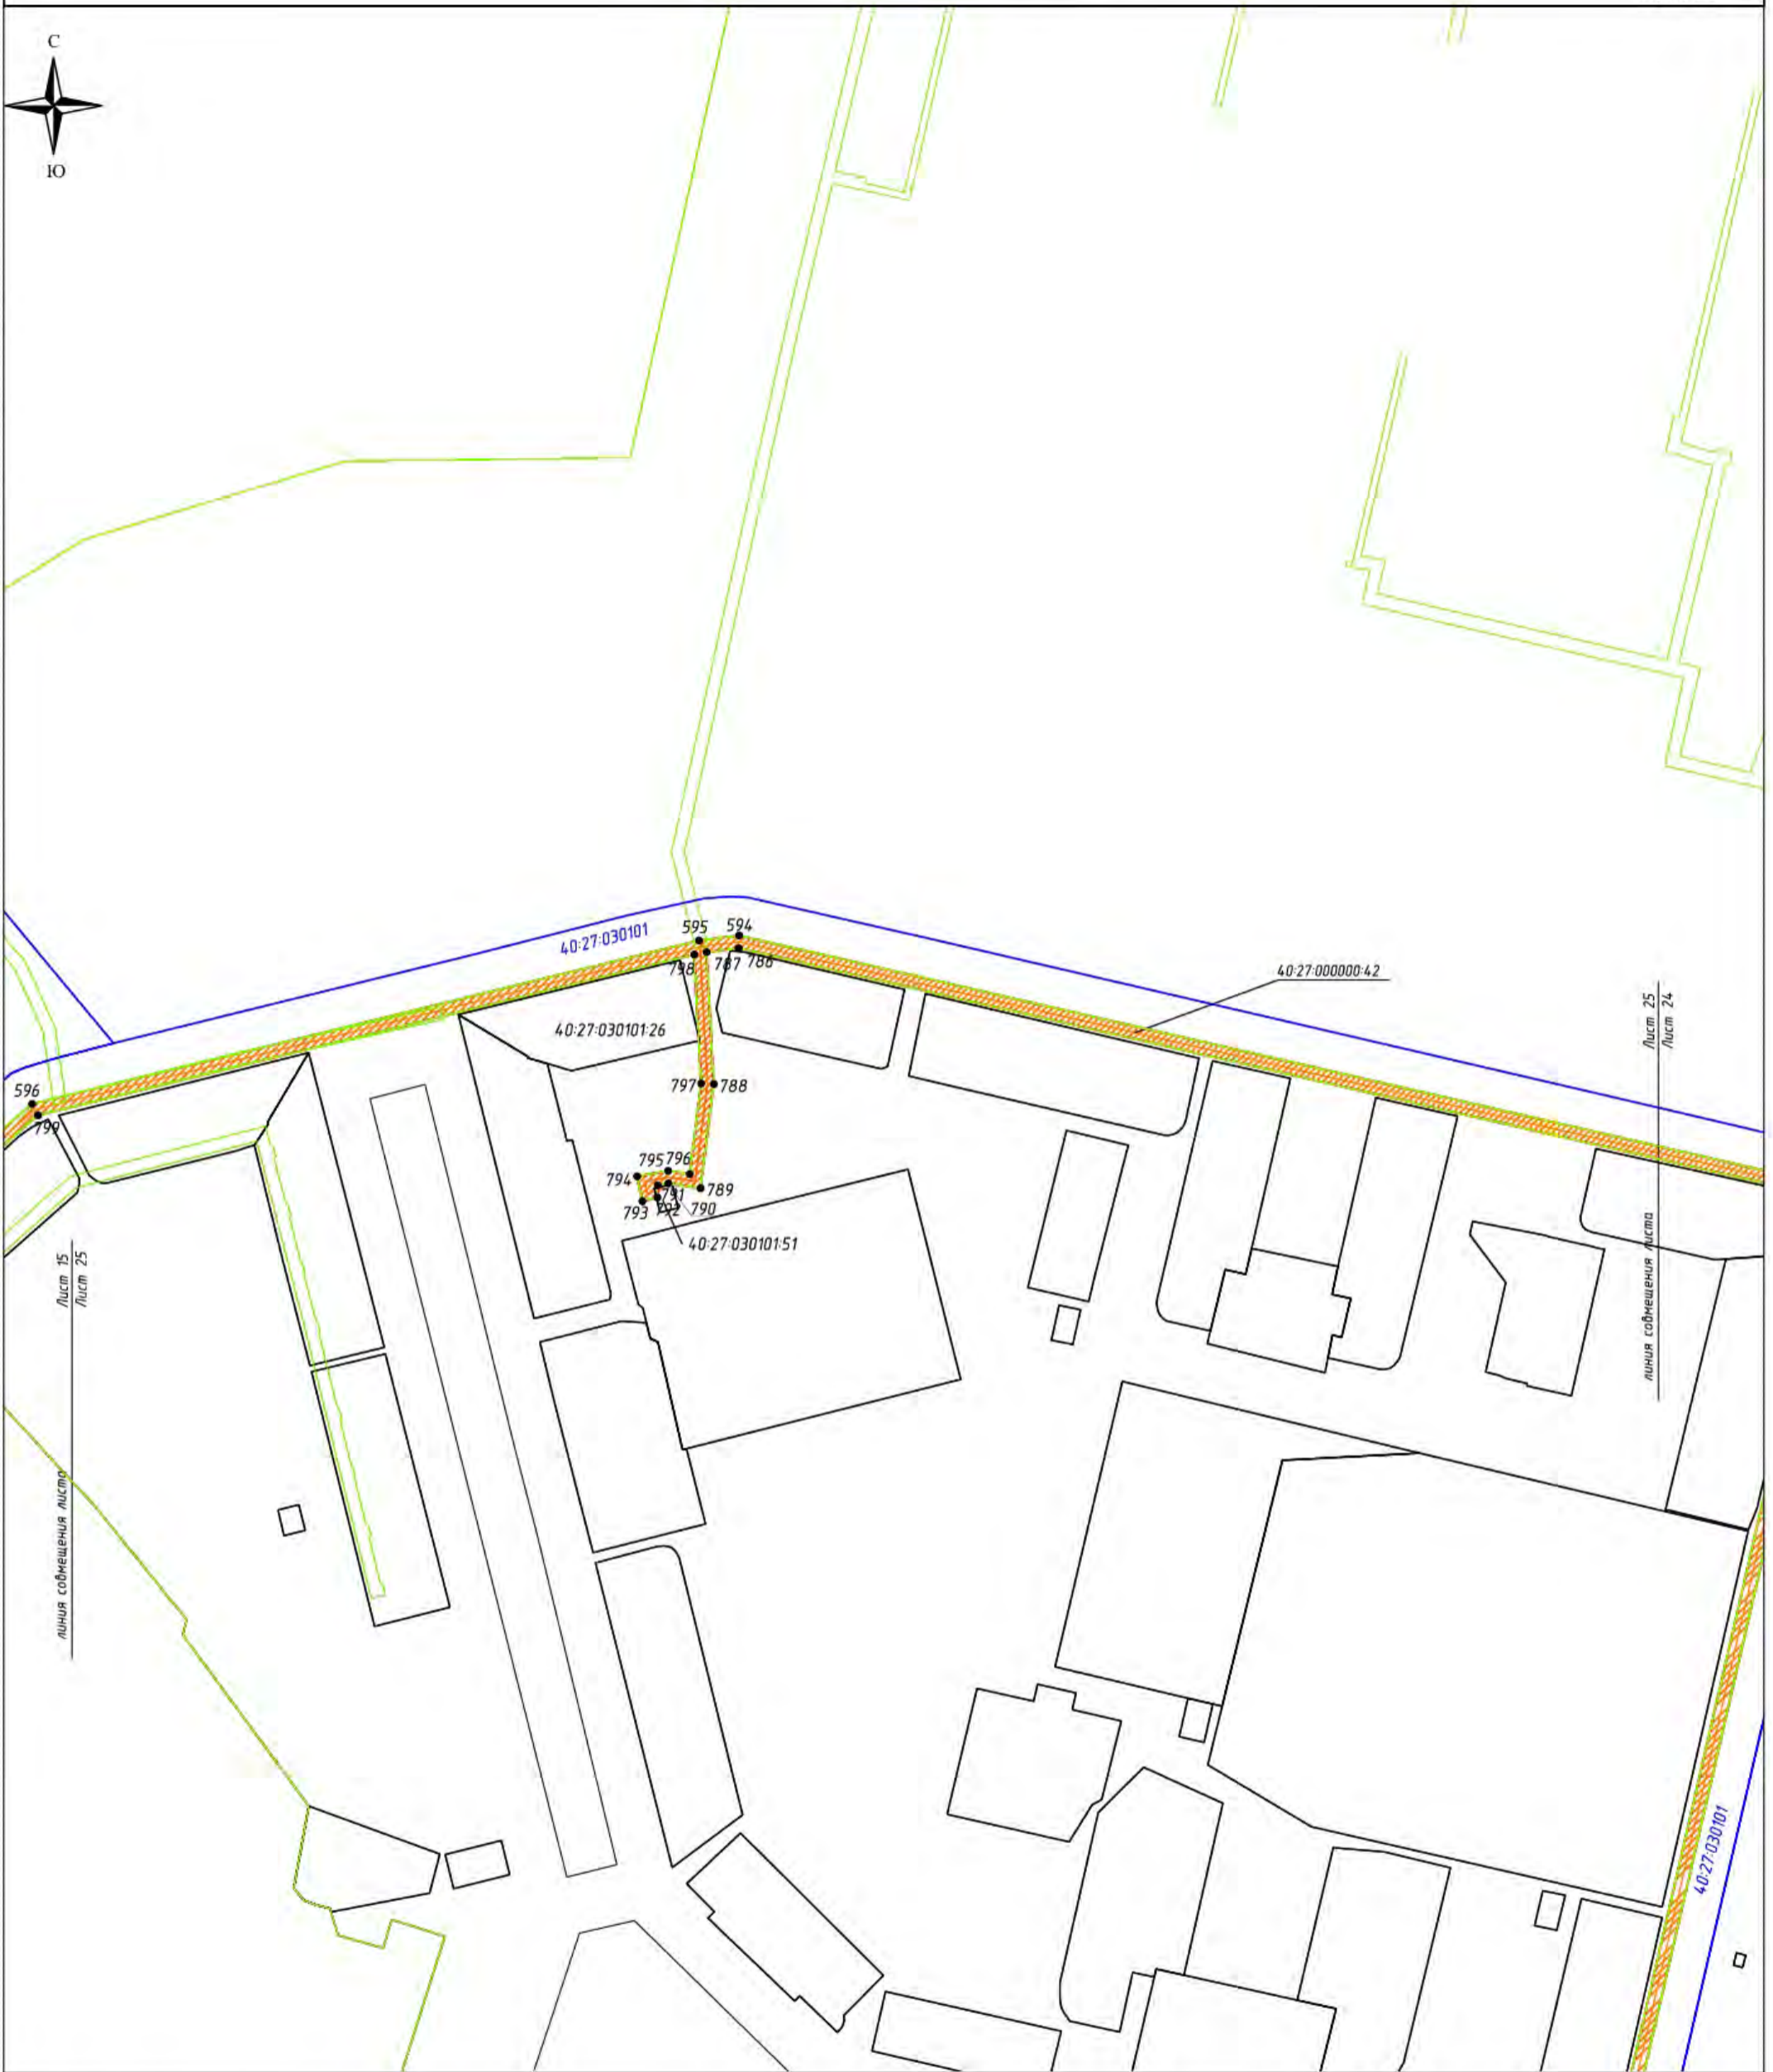 С
Ю
595
594
40:27:030101
798
787
786
40:27:000000:42
Лист 25
Лист 24
40:27:030101:26
797
788
596
799
795
796
794
789
791
793
792
790
40:27:030101:51
Лист 15
Лист 25
линия совмещения листа
линия совмещения листа
40:27:030101